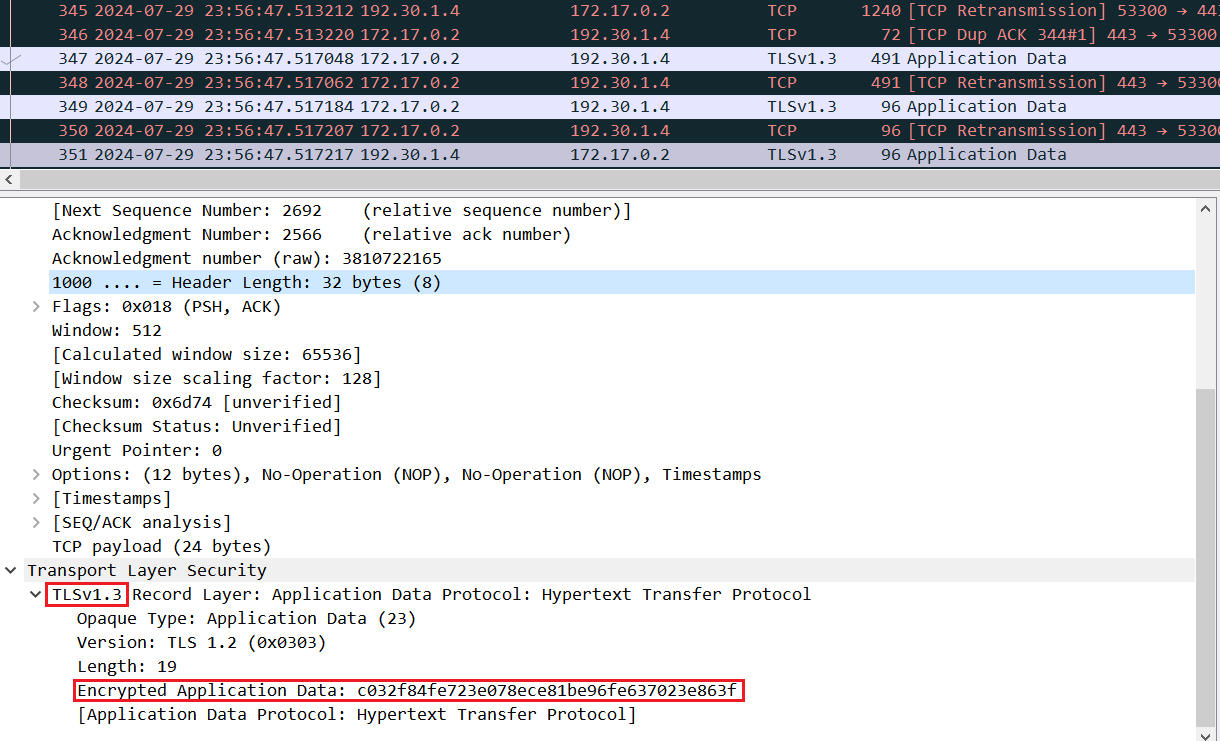 345 2024-07-29 23:56:47.513212 192.30.1.4 172.17.0.2 TCP 1240 [TCP Retransmission] 53300 → 443
346 2024-07-29 23:56:47.513220 172.17.0.2 192.30.1.4 TCP 72 [TCP Dup ACK 344#1] 443 → 53300
347 2024-07-29 23:56:47.517048 172.17.0.2 192.30.1.4 TLSv1.3 491 Application Data
348 2024-07-29 23:56:47.517062 172.17.0.2 192.30.1.4 TCP 491 [TCP Retransmission] 443 → 53300
349 2024-07-29 23:56:47.517184 172.17.0.2 192.30.1.4 TLSv1.3 96 Application Data
350 2024-07-29 23:56:47.517207 172.17.0.2 192.30.1.4 TCP 96 [TCP Retransmission] 443 → 53300
351 2024-07-29 23:56:47.517217 192.30.1.4 172.17.0.2 TLSv1.3 96 Application Data
[Next Sequence Number: 2692 (relative sequence number)]
Acknowledgment Number: 2566 (relative ack number)
Acknowledgment number (raw): 3810722165
1000 .... = Header Length: 32 bytes (8)
Flags: 0x018 (PSH, ACK)
Window: 512
[Calculated window size: 65536]
[Window size scaling factor: 128]
Checksum: 0x6d74 [unverified]
[Checksum Status: Unverified]
Urgent Pointer: 0
Options: (12 bytes), No-Operation (NOP), No-Operation (NOP), Timestamps
[Timestamps]
[SEQ/ACK analysis]
TCP payload (24 bytes)
Transport Layer Security
TLSv1.3 Record Layer: Application Data Protocol: Hypertext Transfer Protocol
Opaque Type: Application Data (23)
Version: TLS 1.2 (0x0303)
Length: 19
Encrypted Application Data: c032f84fe723e078ece81be96fe637023e863f
[Application Data Protocol: Hypertext Transfer Protocol]